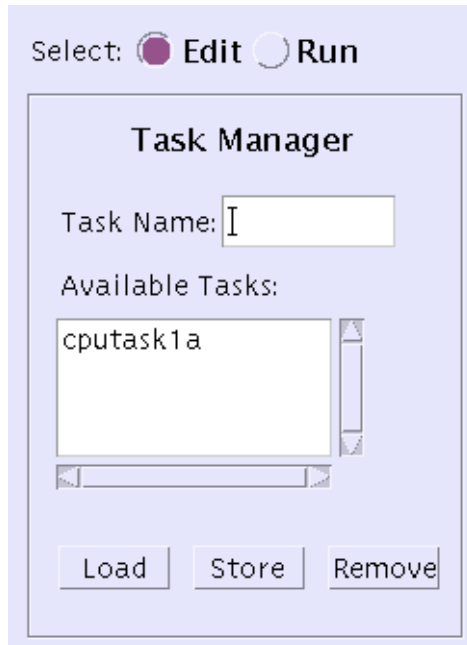 Select: Edit Run
Task Manager
Task Name:
Available Tasks:
cputask1a
Load Store Remove